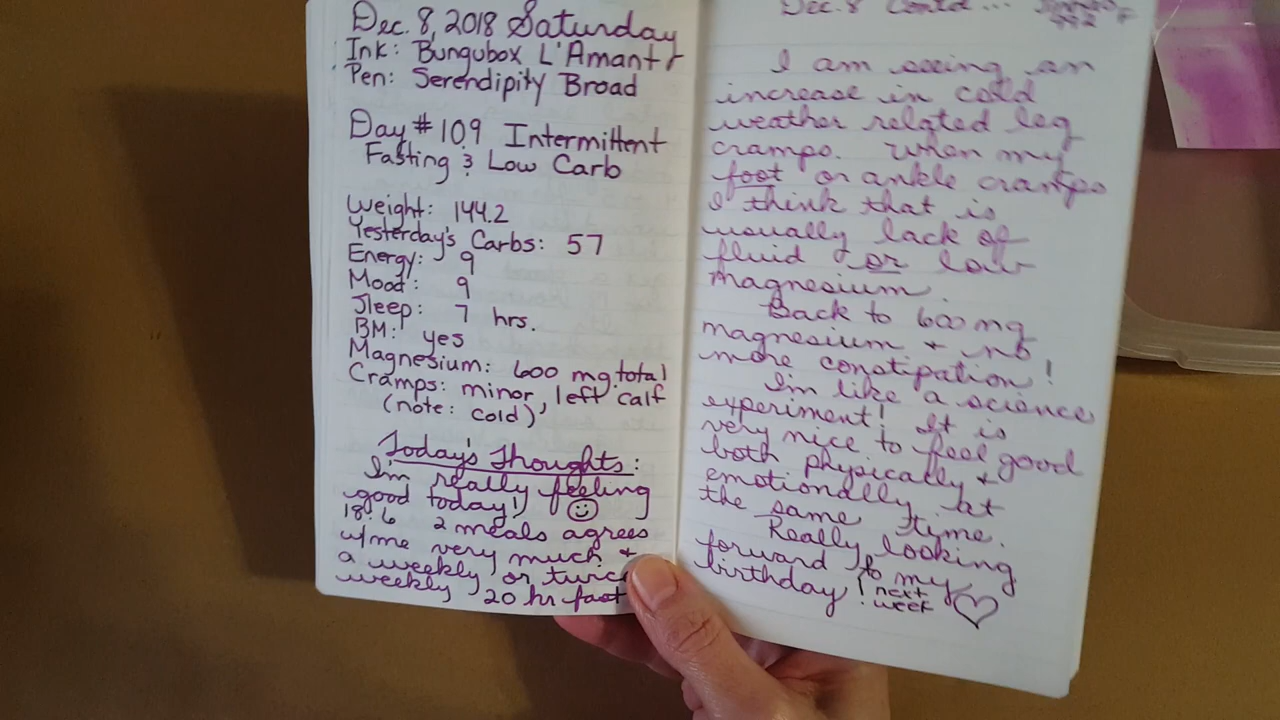 Dec. 8, 2018 Saturday
Ink: Bungubox L'Amant
Pen: Serendipity Broad
Day # 109 Intermittent
Fasting & Low Carb
Weight: 144.2
Yesterday's Carbs: 57
Energy: 9
Mood: 9
Sleep: 7 hrs.
BM: yes
Magnesium: 600 mg total
Cramps: minor, left calf
(note: cold)
Today's Thoughts:
I'm really feeling
good today!
18:6 2 meals agrees
w/me very much +
a weekly or twice
weekly 20 hr fast
Dec. 8 Cont'd...
I am seeing an
increase in cold
weather related leg
cramps. When my
foot or ankle cramps
I think that is
usually lack of
fluid or low
magnesium.
Back to 600 mg
magnesium + no
more constipation!
I'm like a science
experiment! It is
very nice to feel good
both physically +
emotionally at
the same tyme.
Really looking
forward to my
birthday! next
week